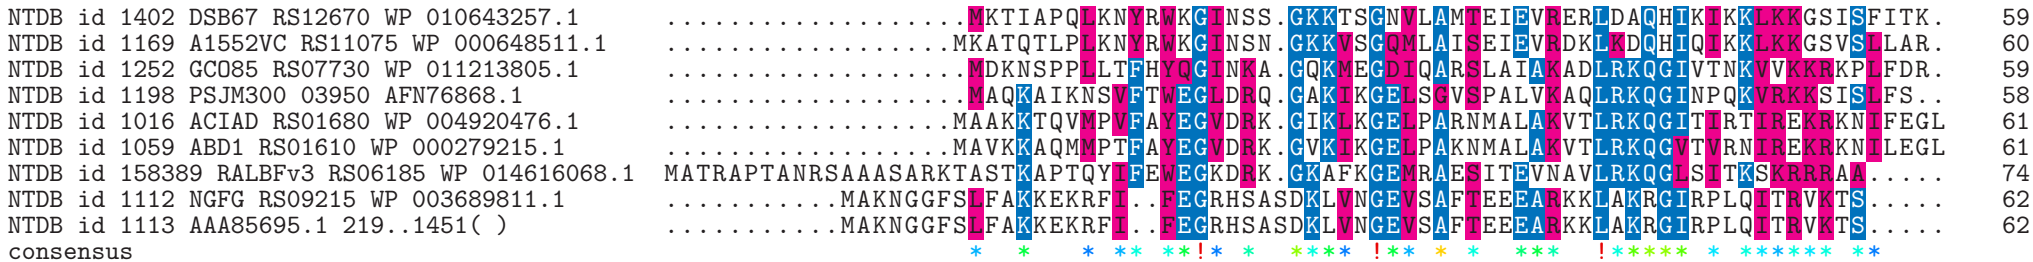 NTDB id 1402 DSB67 RS12670 WP 010643257.1 ...................MKTIAPQLKNYRWKGINSS.GKKTSGNVLAMTEIEVRERLDAQHIKIKKLKKGSISFITK. 59
NTDB id 1169 A1552VC RS11075 WP 000648511.1 ..................MKATQTLPLKNYRWKGINSN.GKKVSGQMLAISEIEVRDKLKDQHIQIKKLKKGSVSLLAR. 60
NTDB id 1252 GCO85 RS07730 WP 011213805.1 ...................MDKNSPPLLTFHYQGINKA.GQKMEGDIQARSLAIAKADLRKQGIVTNKVVKKRKPLFDR. 59
NTDB id 1198 PSJM300 03950 AFN76868.1 ...................MAQKAIKNSVFTWEGLDRQ.GAKIKGELSGVSPALVKAQLRKQGINPQKVRKKSISLFS.. 58
NTDB id 1016 ACIAD RS01680 WP 004920476.1 ..................MAAKKTQVMPVFAYEGVDRK.GIKLKGELPARNMALAKVTLRKQGITIRTIREKRKNIFEGL 61
NTDB id 1059 ABD1 RS01610 WP 000279215.1 ..................MAVKKAQMMPTFAYEGVDRK.GVKIKGELPAKNMALAKVTLRKQGVTVRNIREKRKNILEGL 61
NTDB id 158389 RALBFv3 RS06185 WP 014616068.1 MATRAPTANRSAAASARKTASTKAPTQYIFEWEGKDRK.GKAFKGEMRAESITEVNAVLRKQGLSITKSKRRRAA..... 74
NTDB id 1112 NGFG RS09215 WP 003689811.1 ...........MAKNGGFSLFAKKEKRFI..FEGRHSASDKLVNGEVSAFTEEEARKKLAKRGIRPLQITRVKTS..... 62
NTDB id 1113 AAA85695.1 219..1451( ) ...........MAKNGGFSLFAKKEKRFI..FEGRHSASDKLVNGEVSAFTEEEARKKLAKRGIRPLQITRVKTS..... 62
consensus * * * ** **!* * **** !** * * *** !***** * ****** **